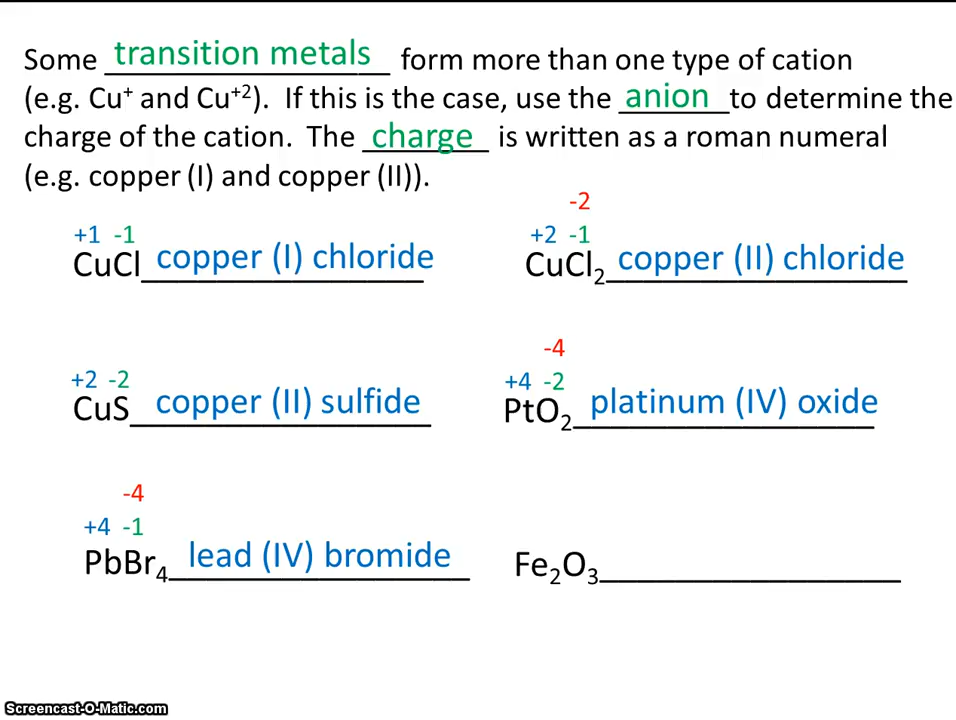 Some transition metals form more than one type of cation
(e.g. Cu⁺ and Cu⁺²). If this is the case, use the anion to determine the
charge of the cation. The charge is written as a roman numeral
(e.g. copper (I) and copper (II)).
-2
+1 -1 +2 -1
CuCl copper (I) chloride CuCl₂ copper (II) chloride
-4
+2 -2 +4 -2
CuS copper (II) sulfide PtO₂ platinum (IV) oxide
-4
+4 -1
PbBr₄ lead (IV) bromide Fe₂O₃
Screencast-O-Matic.com